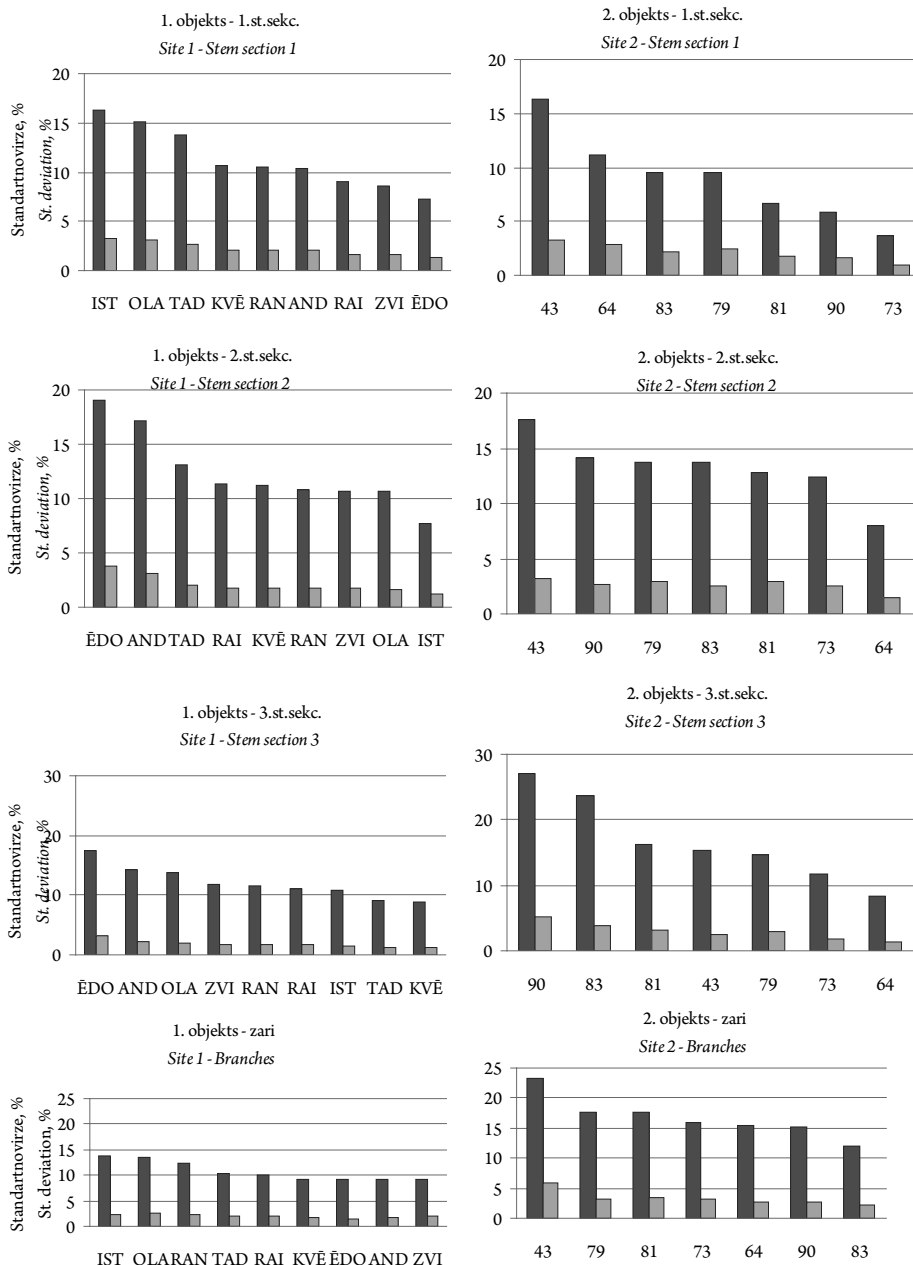 1. objekts - 1.st.sekc.
Site 1 - Stem section 1
Standartnovirze, %
St. deviation, %
20
15
10
5
0
IST OLA TAD KVĒ RAN AND RAI ZVI ĒDO
2. objekts - 1.st.sekc.
Site 2 - Stem section 1
20
15
10
5
0
43 64 83 79 81 90 73
1. objekts - 2.st.sekc.
Site 1 - Stem section 2
Standartnovirze, %
St. deviation, %
20
15
10
5
0
ĒDO AND TAD RAI KVĒ RAN ZVI OLA IST
2. objekts - 2.st.sekc.
Site 2 - Stem section 2
20
15
10
5
0
43 90 79 83 81 73 64
1. objekts - 3.st.sekc.
Site 1 - Stem section 3
Standartnovirze, %
St. deviation, %
30
20
10
0
ĒDO AND OLA ZVI RAN RAI IST TAD KVĒ
2. objekts - 3.st.sekc.
Site 2 - Stem section 3
30
20
10
0
90 83 81 43 79 73 64
1. objekts - zari
Site 1 - Branches
Standartnovirze, %
St. deviation, %
25
20
15
10
5
0
IST OLA RAN TAD RAI KVĒ ĒDO AND ZVI
2. objekts - zari
Site 2 - Branches
25
20
15
10
5
0
43 79 81 73 64 90 83